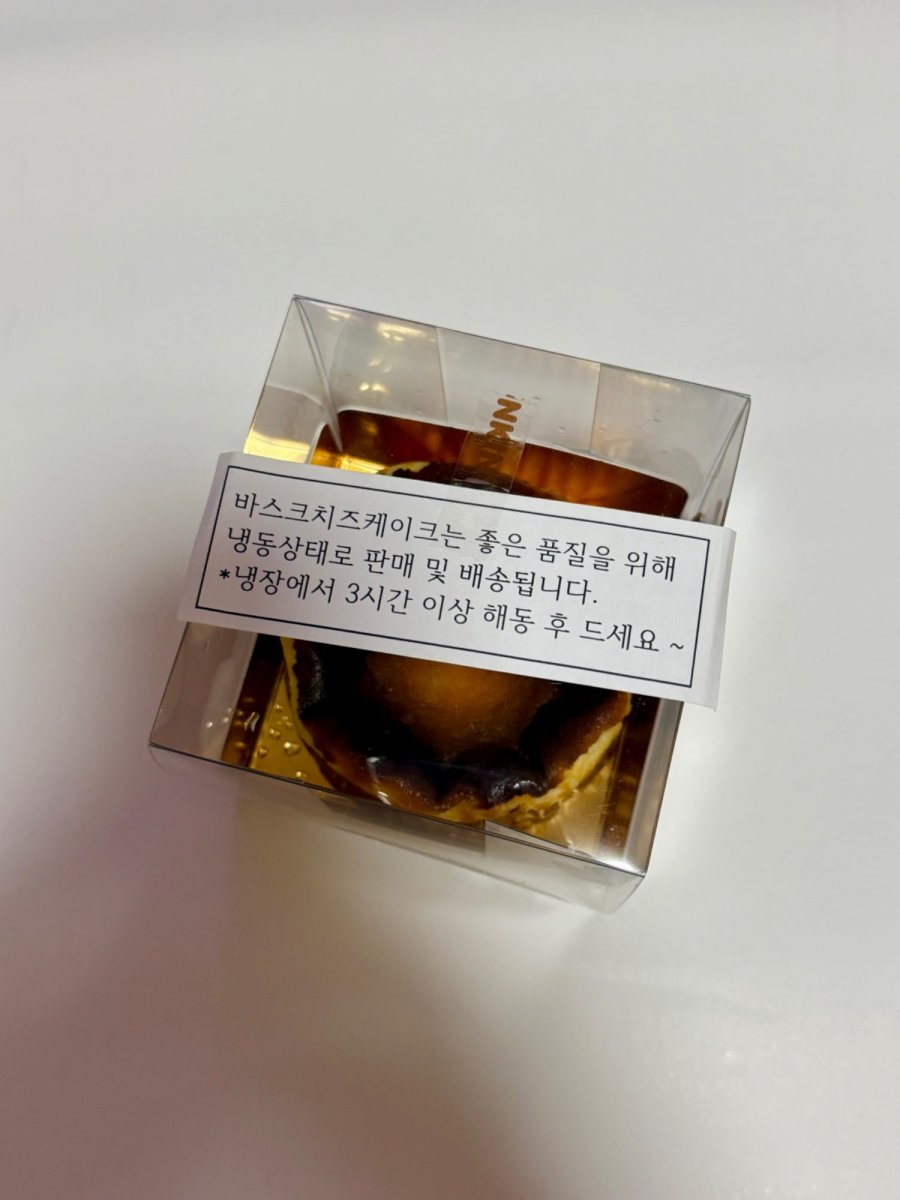 바스크치즈케이크는 좋은 품질을 위해
냉동상태로 판매 및 배송됩니다.
*냉장에서 3시간 이상 해동 후 드세요 ~